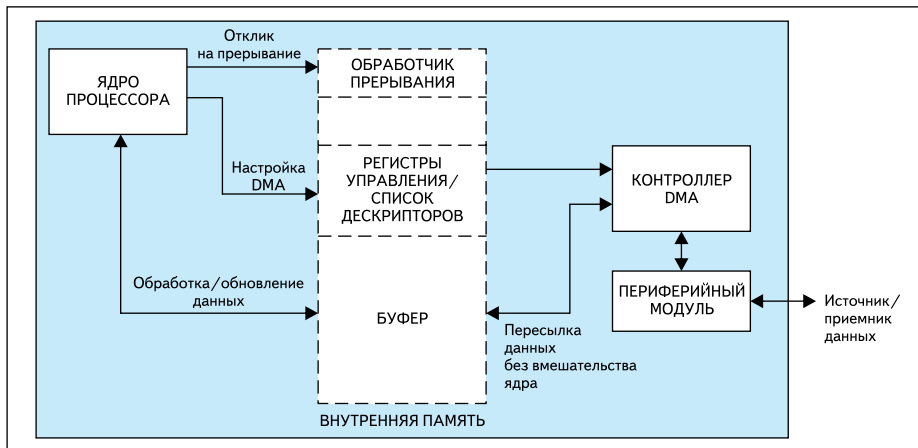 Отклик
на прерывание
ЯДРО
ПРОЦЕССОРА
ОБРАБОТЧИК
ПРЕРЫВАНИЯ
Настройка
DMA
РЕГИСТРЫ
УПРАВЛЕНИЯ/
СПИСОК
ДЕСКРИПТОРОВ
КОНТРОЛЛЕР
DMA
Обработка/обновление
данных
БУФЕР
ПЕРИФЕРИЙНЫЙ
МОДУЛЬ
Источник/
приемник
данных
Пересылка
данных
без вмешательства
ядра
ВНУТРЕННЯЯ ПАМЯТЬ